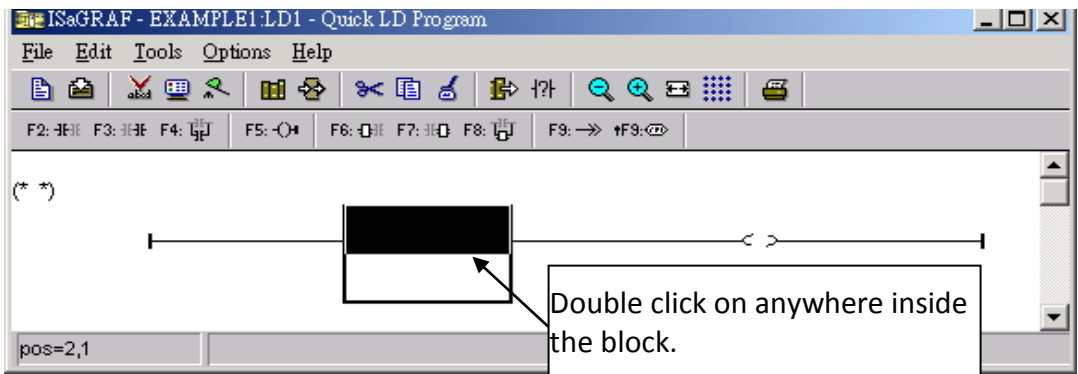 ISaGRAF - EXAMPLE1:LD1 - Quick LD Program
File Edit Tools Options Help
F2: F3: F4: F5: F6: F7: F8: F9: F9:
(* *)
Double click on anywhere inside
the block.
pos=2,1